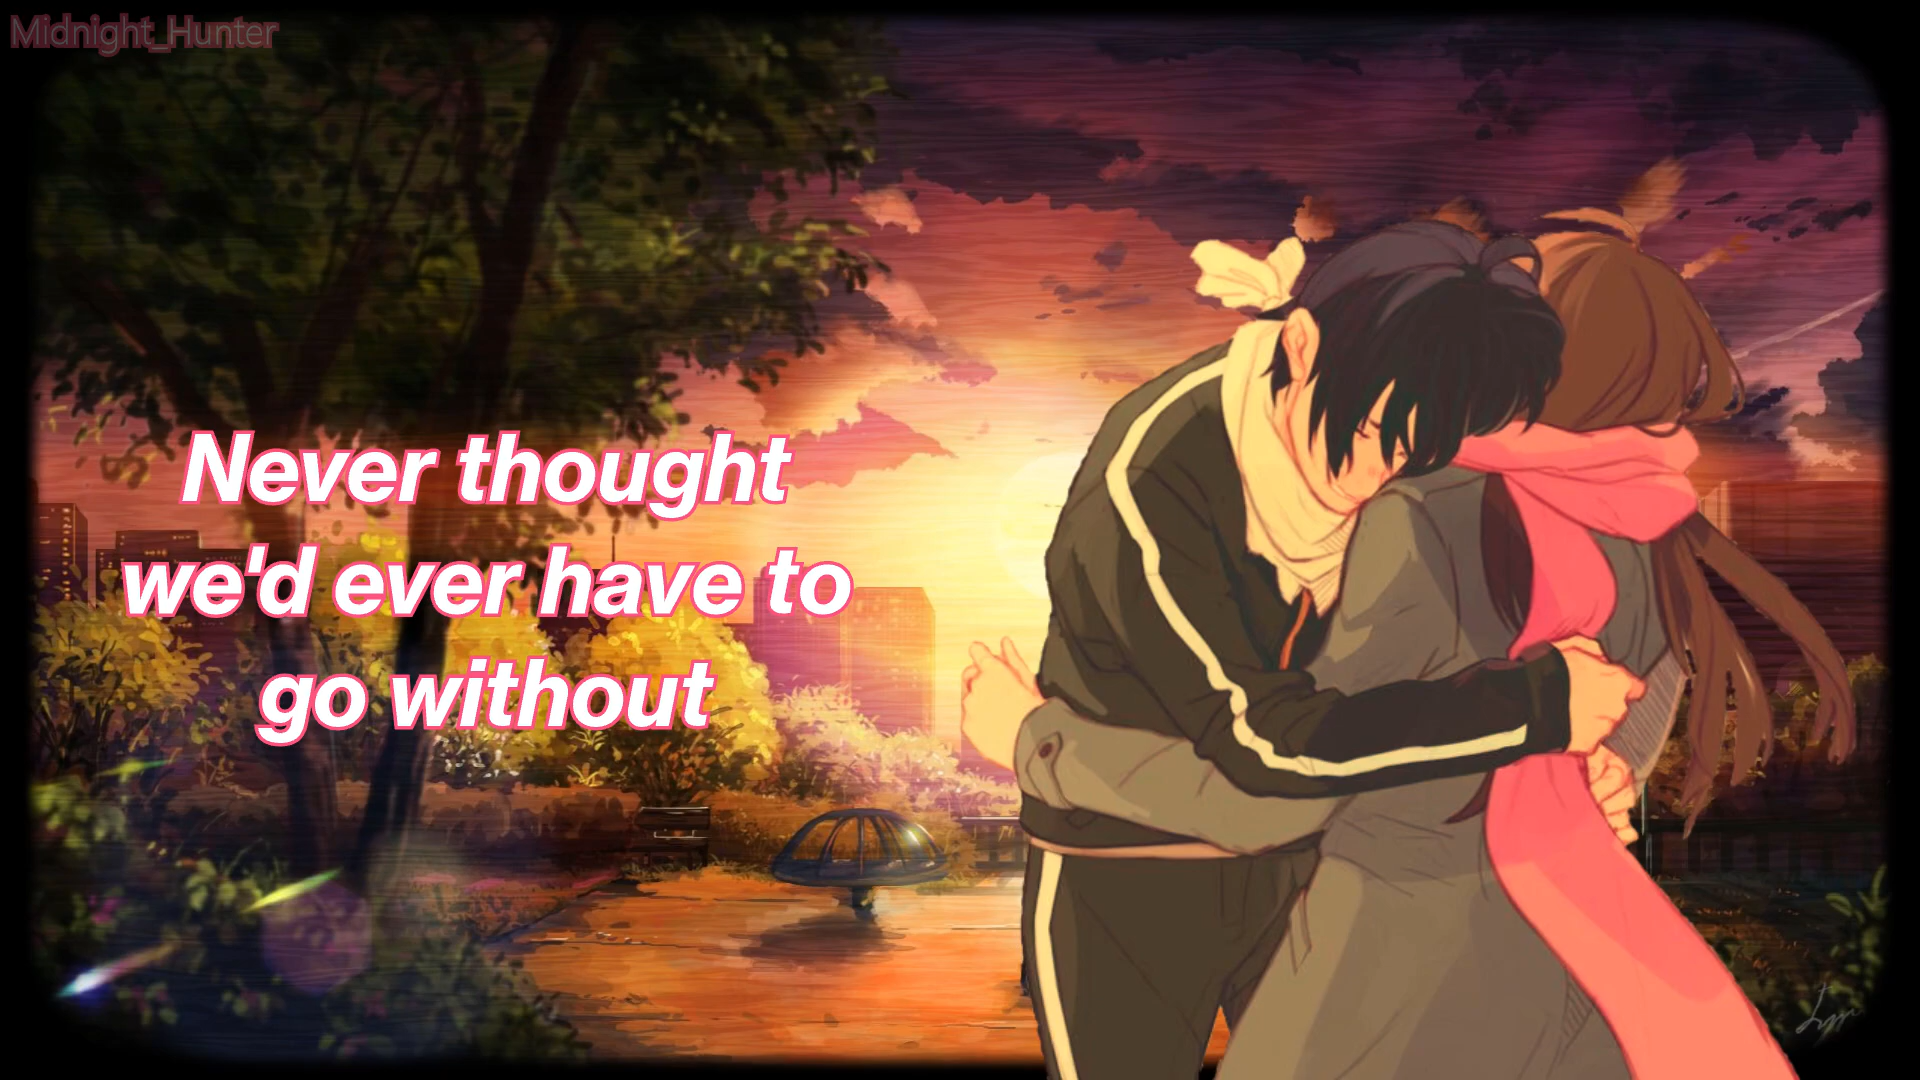 Midnight_Hunter
Never thought
we'd ever have to
go without